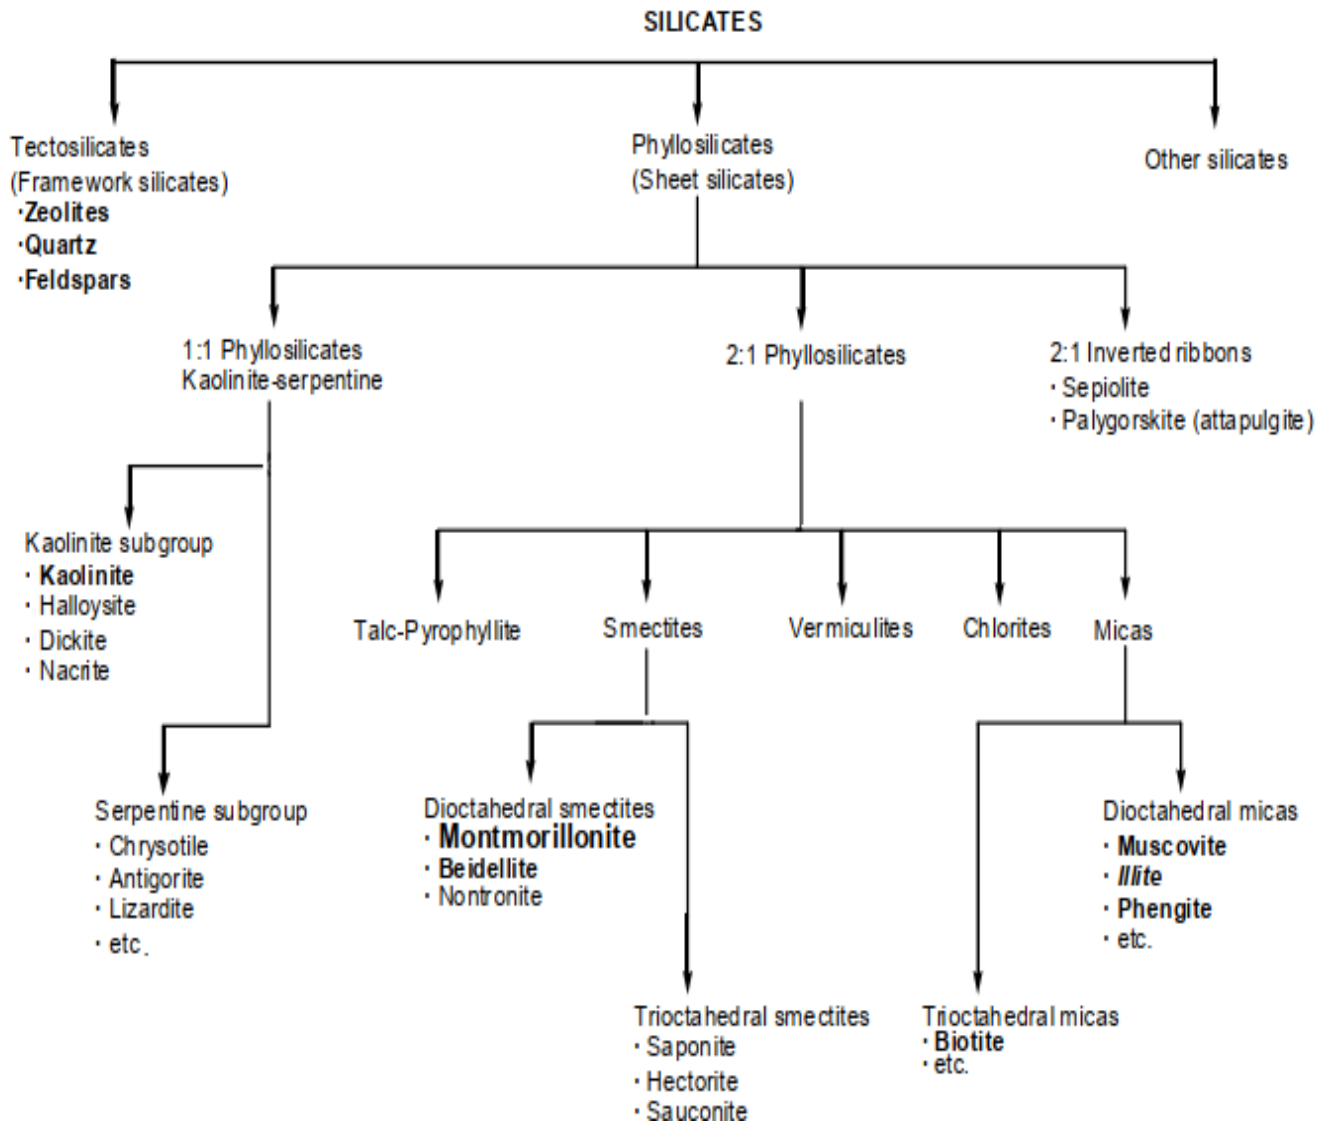 SILICATES
Tectosilicates
(Framework silicates)
·Zeolites
·Quartz
·Feldspars
Phyllosilicates
(Sheet silicates)
Other silicates
1:1 Phyllosilicates
Kaolinite-serpentine
2:1 Phyllosilicates
2:1 Inverted ribbons
· Sepiolite
· Palygorskite (attapulgite)
Kaolinite subgroup
· Kaolinite
· Halloysite
· Dickite
· Nacrite
Talc-Pyrophyllite
Smectites
Vermiculites
Chlorites
Micas
Serpentine subgroup
· Chrysotile
· Antigorite
· Lizardite
· etc.
Dioctahedral smectites
· Montmorillonite
· Beidellite
· Nontronite
Dioctahedral micas
· Muscovite
· Illite
· Phengite
· etc.
Trioctahedral smectites
· Saponite
· Hectorite
· Sauconite
Trioctahedral micas
· Biotite
· etc.